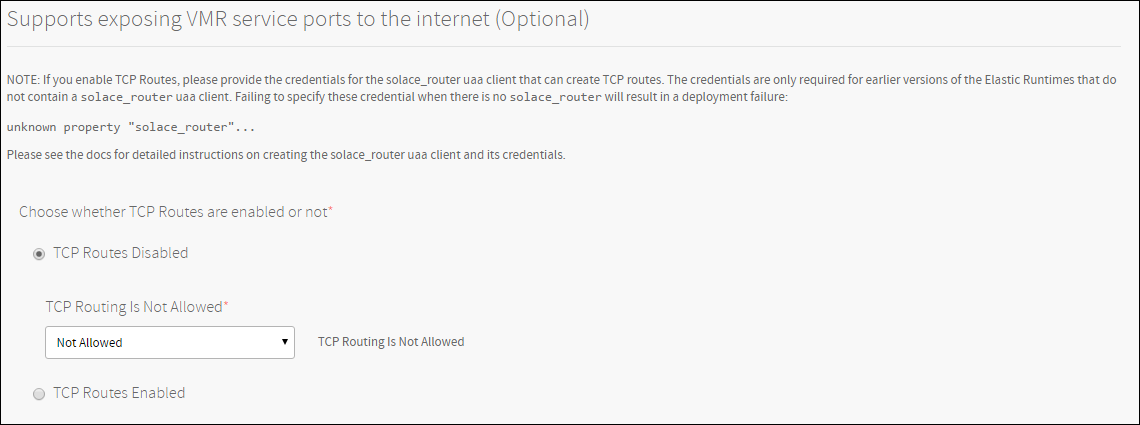 Supports exposing VMR service ports to the internet (Optional)
NOTE: If you enable TCP Routes, please provide the credentials for the solace_router uaa client that can create TCP routes. The credentials are only required for earlier versions of the Elastic Runtimes that do
not contain a solace_router uaa client. Failing to specify these credential when there is no solace_router will result in a deployment failure:
unknown property "solace_router"...
Please see the docs for detailed instructions on creating the solace_router uaa client and its credentials.
Choose whether TCP Routes are enabled or not*
TCP Routes Disabled
TCP Routing Is Not Allowed*
Not Allowed TCP Routing Is Not Allowed
TCP Routes Enabled